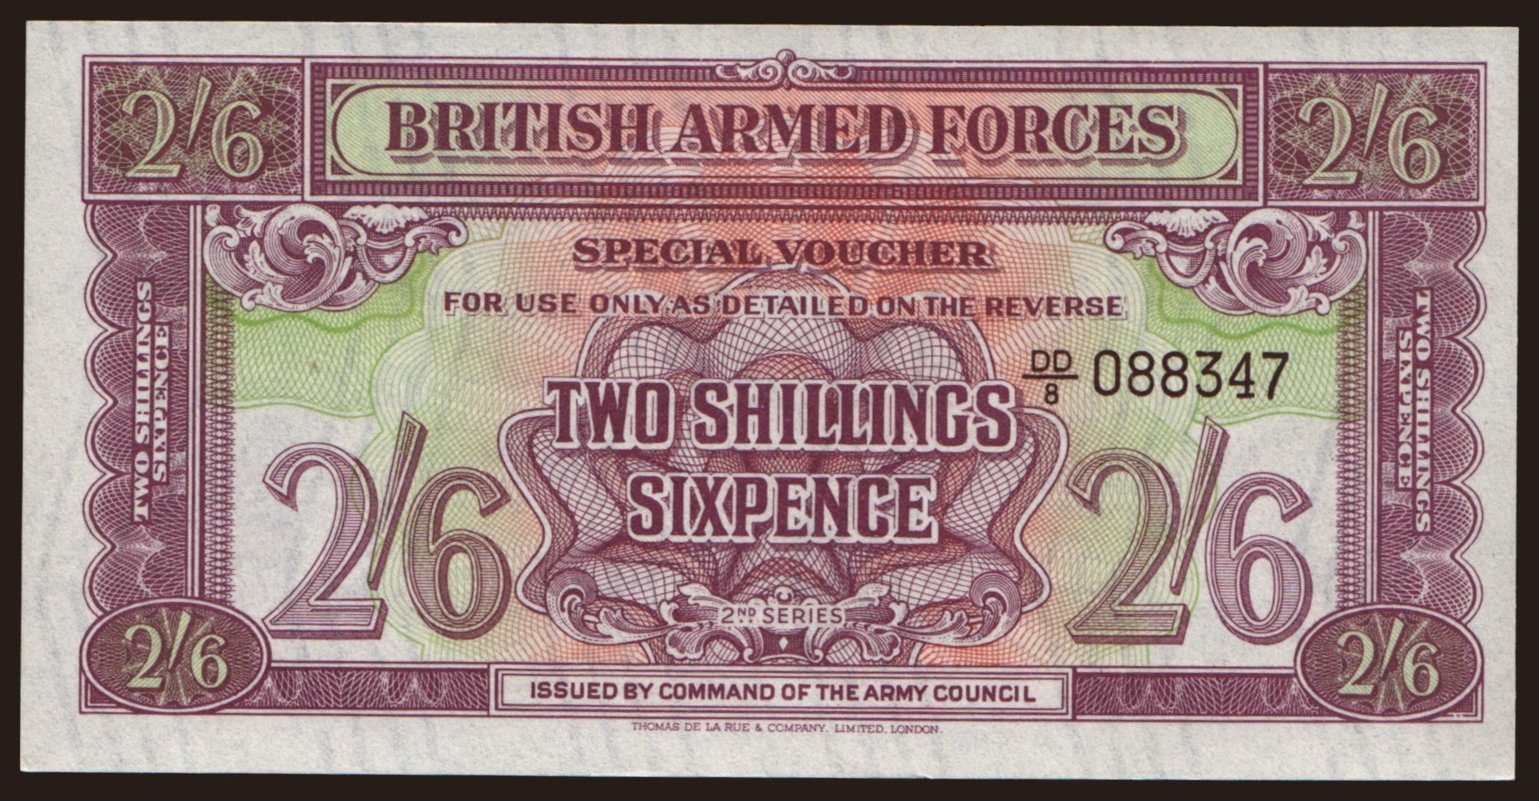 2/6 BRITISH ARMED FORCES 2/6
SPECIAL VOUCHER
FOR USE ONLY AS DETAILED ON THE REVERSE
DD/8 088347
TWO SHILLINGS
SIXPENCE
TWO SHILLINGS
SIXPENCE
TWO SHILLINGS
SIXPENCE
2/6 2/6
2ND SERIES
2/6 2/6
ISSUED BY COMMAND OF THE ARMY COUNCIL
THOMAS DE LA RUE & COMPANY, LIMITED, LONDON.